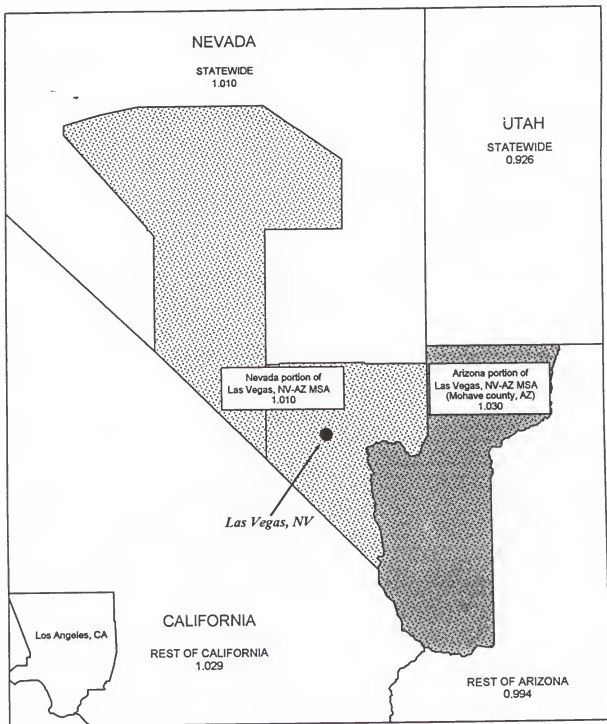 NEVADA
STATEWIDE
1.010
UTAH
STATEWIDE
0.926
Nevada portion of
Las Vegas, NV-AZ MSA
1.010
Arizona portion of
Las Vegas, NV-AZ MSA
(Mohave county, AZ)
1.030
Las Vegas, NV
CALIFORNIA
REST OF CALIFORNIA
1.029
Los Angeles, CA
REST OF ARIZONA
0.994